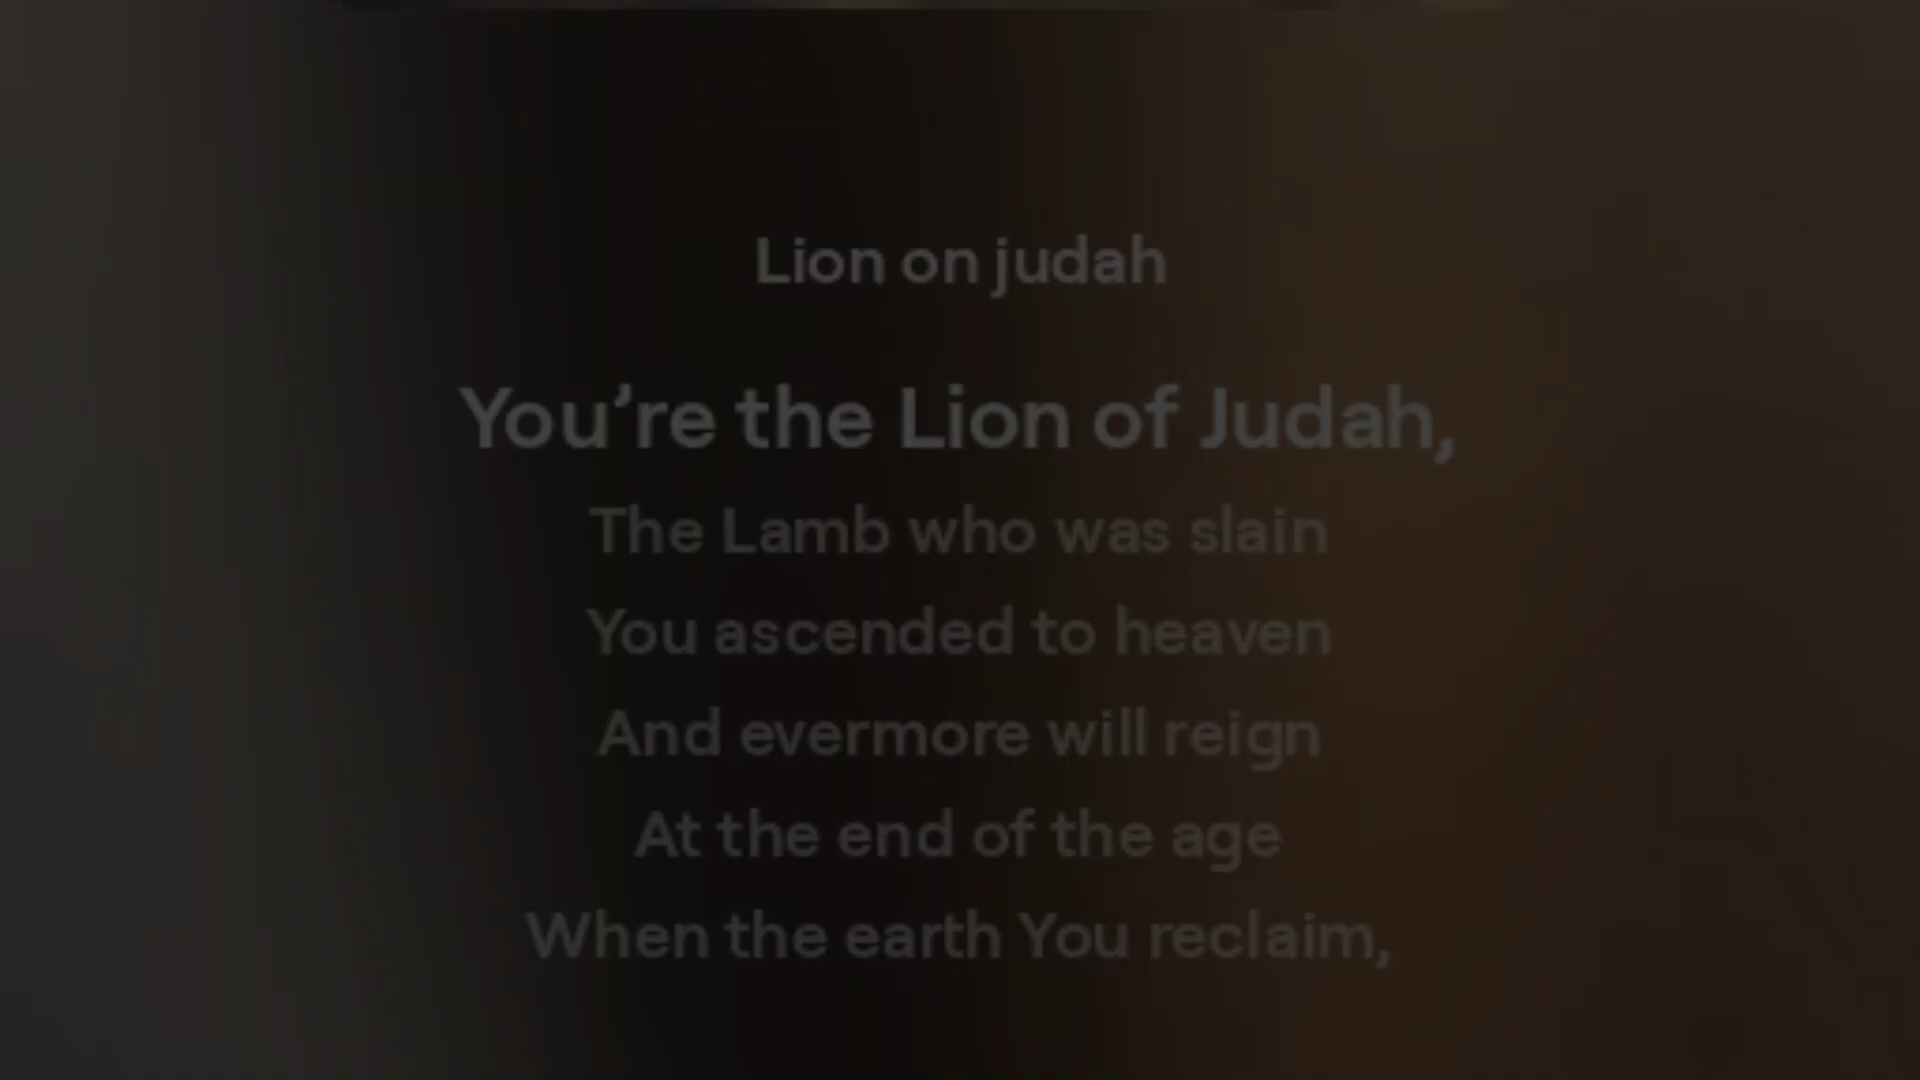 Lion on judah
You’re the Lion of Judah,
The Lamb who was slain
You ascended to heaven
And evermore will reign
At the end of the age
When the earth You reclaim,